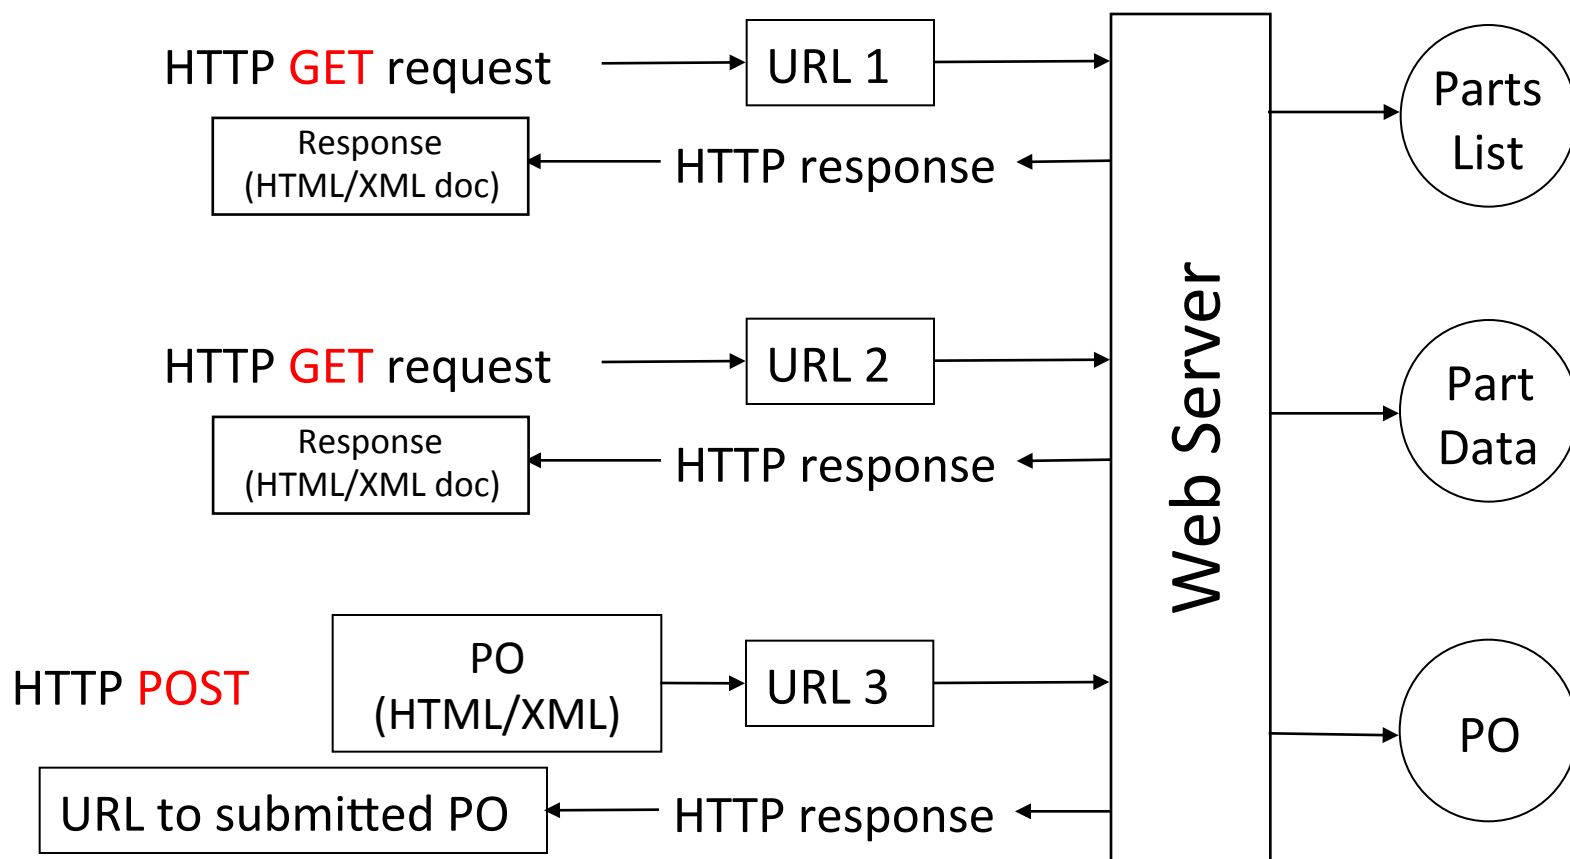 HTTP GET request
URL 1
Parts
List
Response
(HTML/XML doc)
HTTP response
HTTP GET request
URL 2
Part
Data
Response
(HTML/XML doc)
HTTP response
Web Server
HTTP POST
PO
(HTML/XML)
URL 3
PO
URL to submitted PO
HTTP response